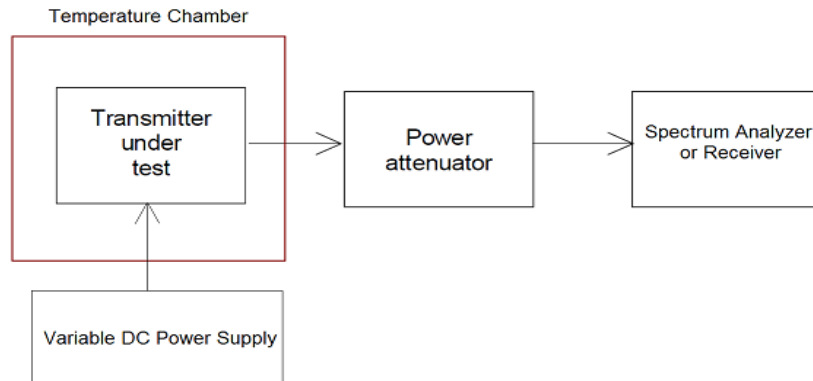 Temperature Chamber
Transmitter
under
test
Power
attenuator
Spectrum Analyzer
or Receiver
Variable DC Power Supply